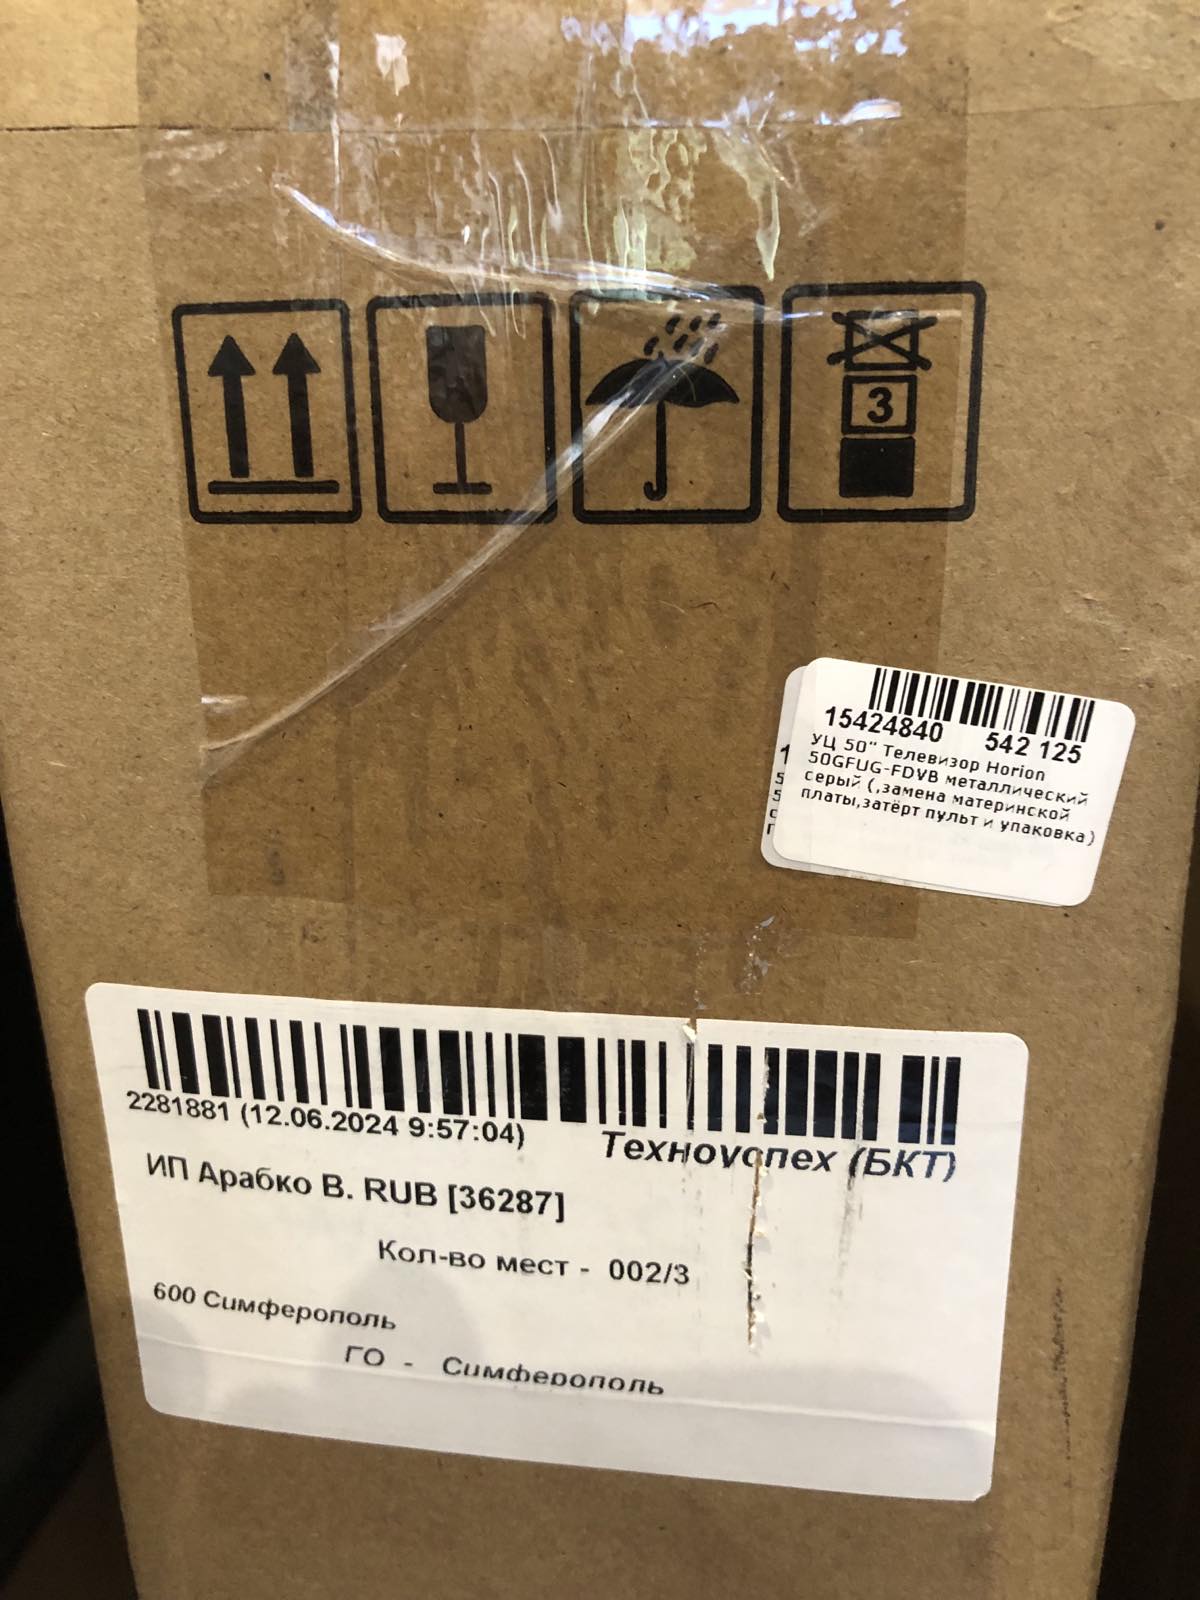 3
15424840 542 125
УЦ 50" Телевизор Horion
50GFUG-FDVB металлический
серый (,замена материнской
платы,затёрт пульт и упаковка)
2281881 (12.06.2024 9:57:04)
(БКТ)
ИП Арабко В. RUB [36287]
Кол-во мест - 002/3
600 Симферополь
ГО - Симферополь